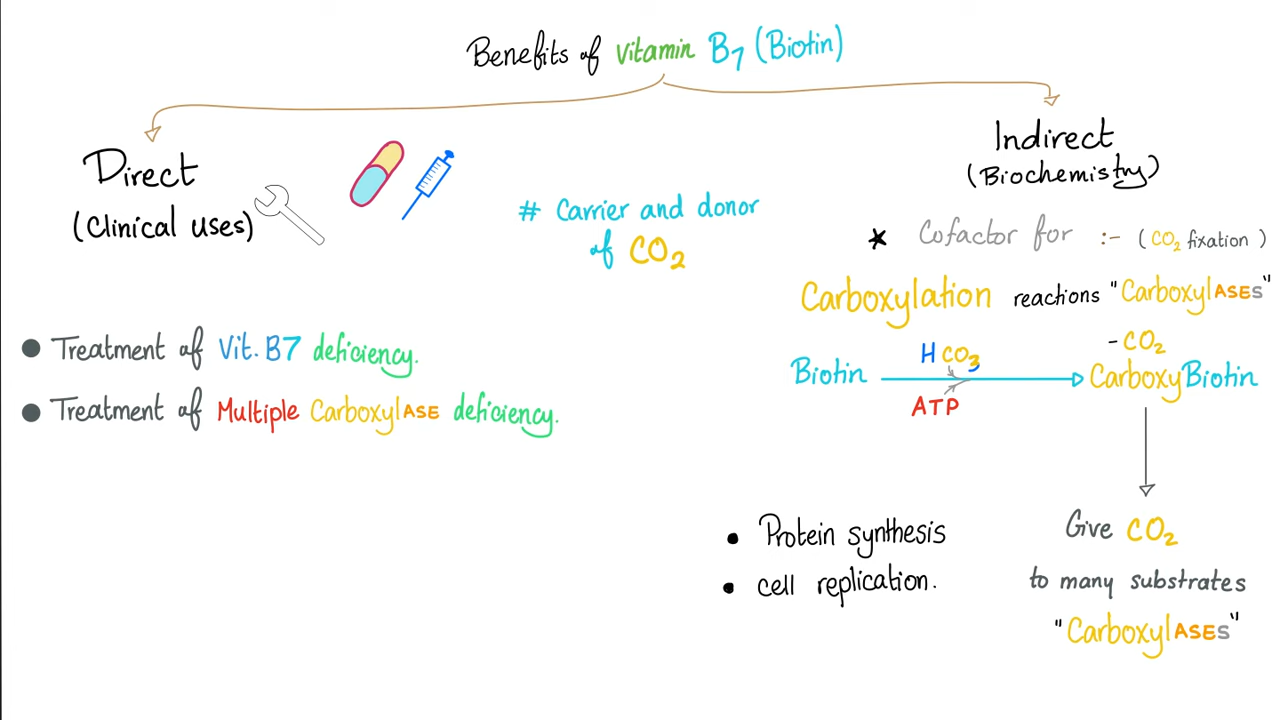 Benefits of Vitamin B7 (Biotin)
Direct
(Clinical uses)
● Treatment of Vit. B7 deficiency.
● Treatment of Multiple CarboxylASE deficiency.
# Carrier and donor
of CO2
Indirect
(Biochemistry)
★ Cofactor for :- (CO2 fixation)
Carboxylation reactions "CarboxylASEs"
HCO3
ATP
- CO2
Biotin CarboxyBiotin
Give CO2
to many substrates
"CarboxylASEs"
• Protein synthesis
• cell replication.